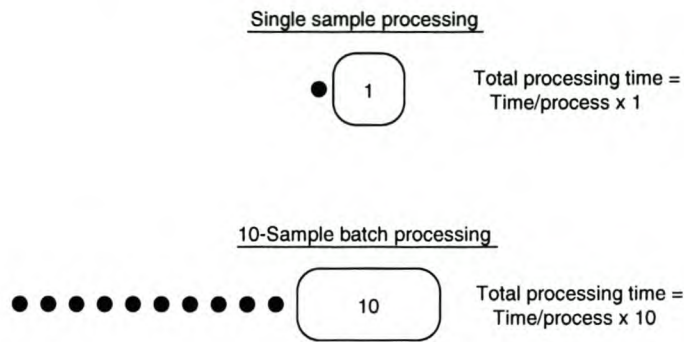 Single sample processing
1
Total processing time =
Time/process x 1
10-Sample batch processing
10
Total processing time =
Time/process x 10